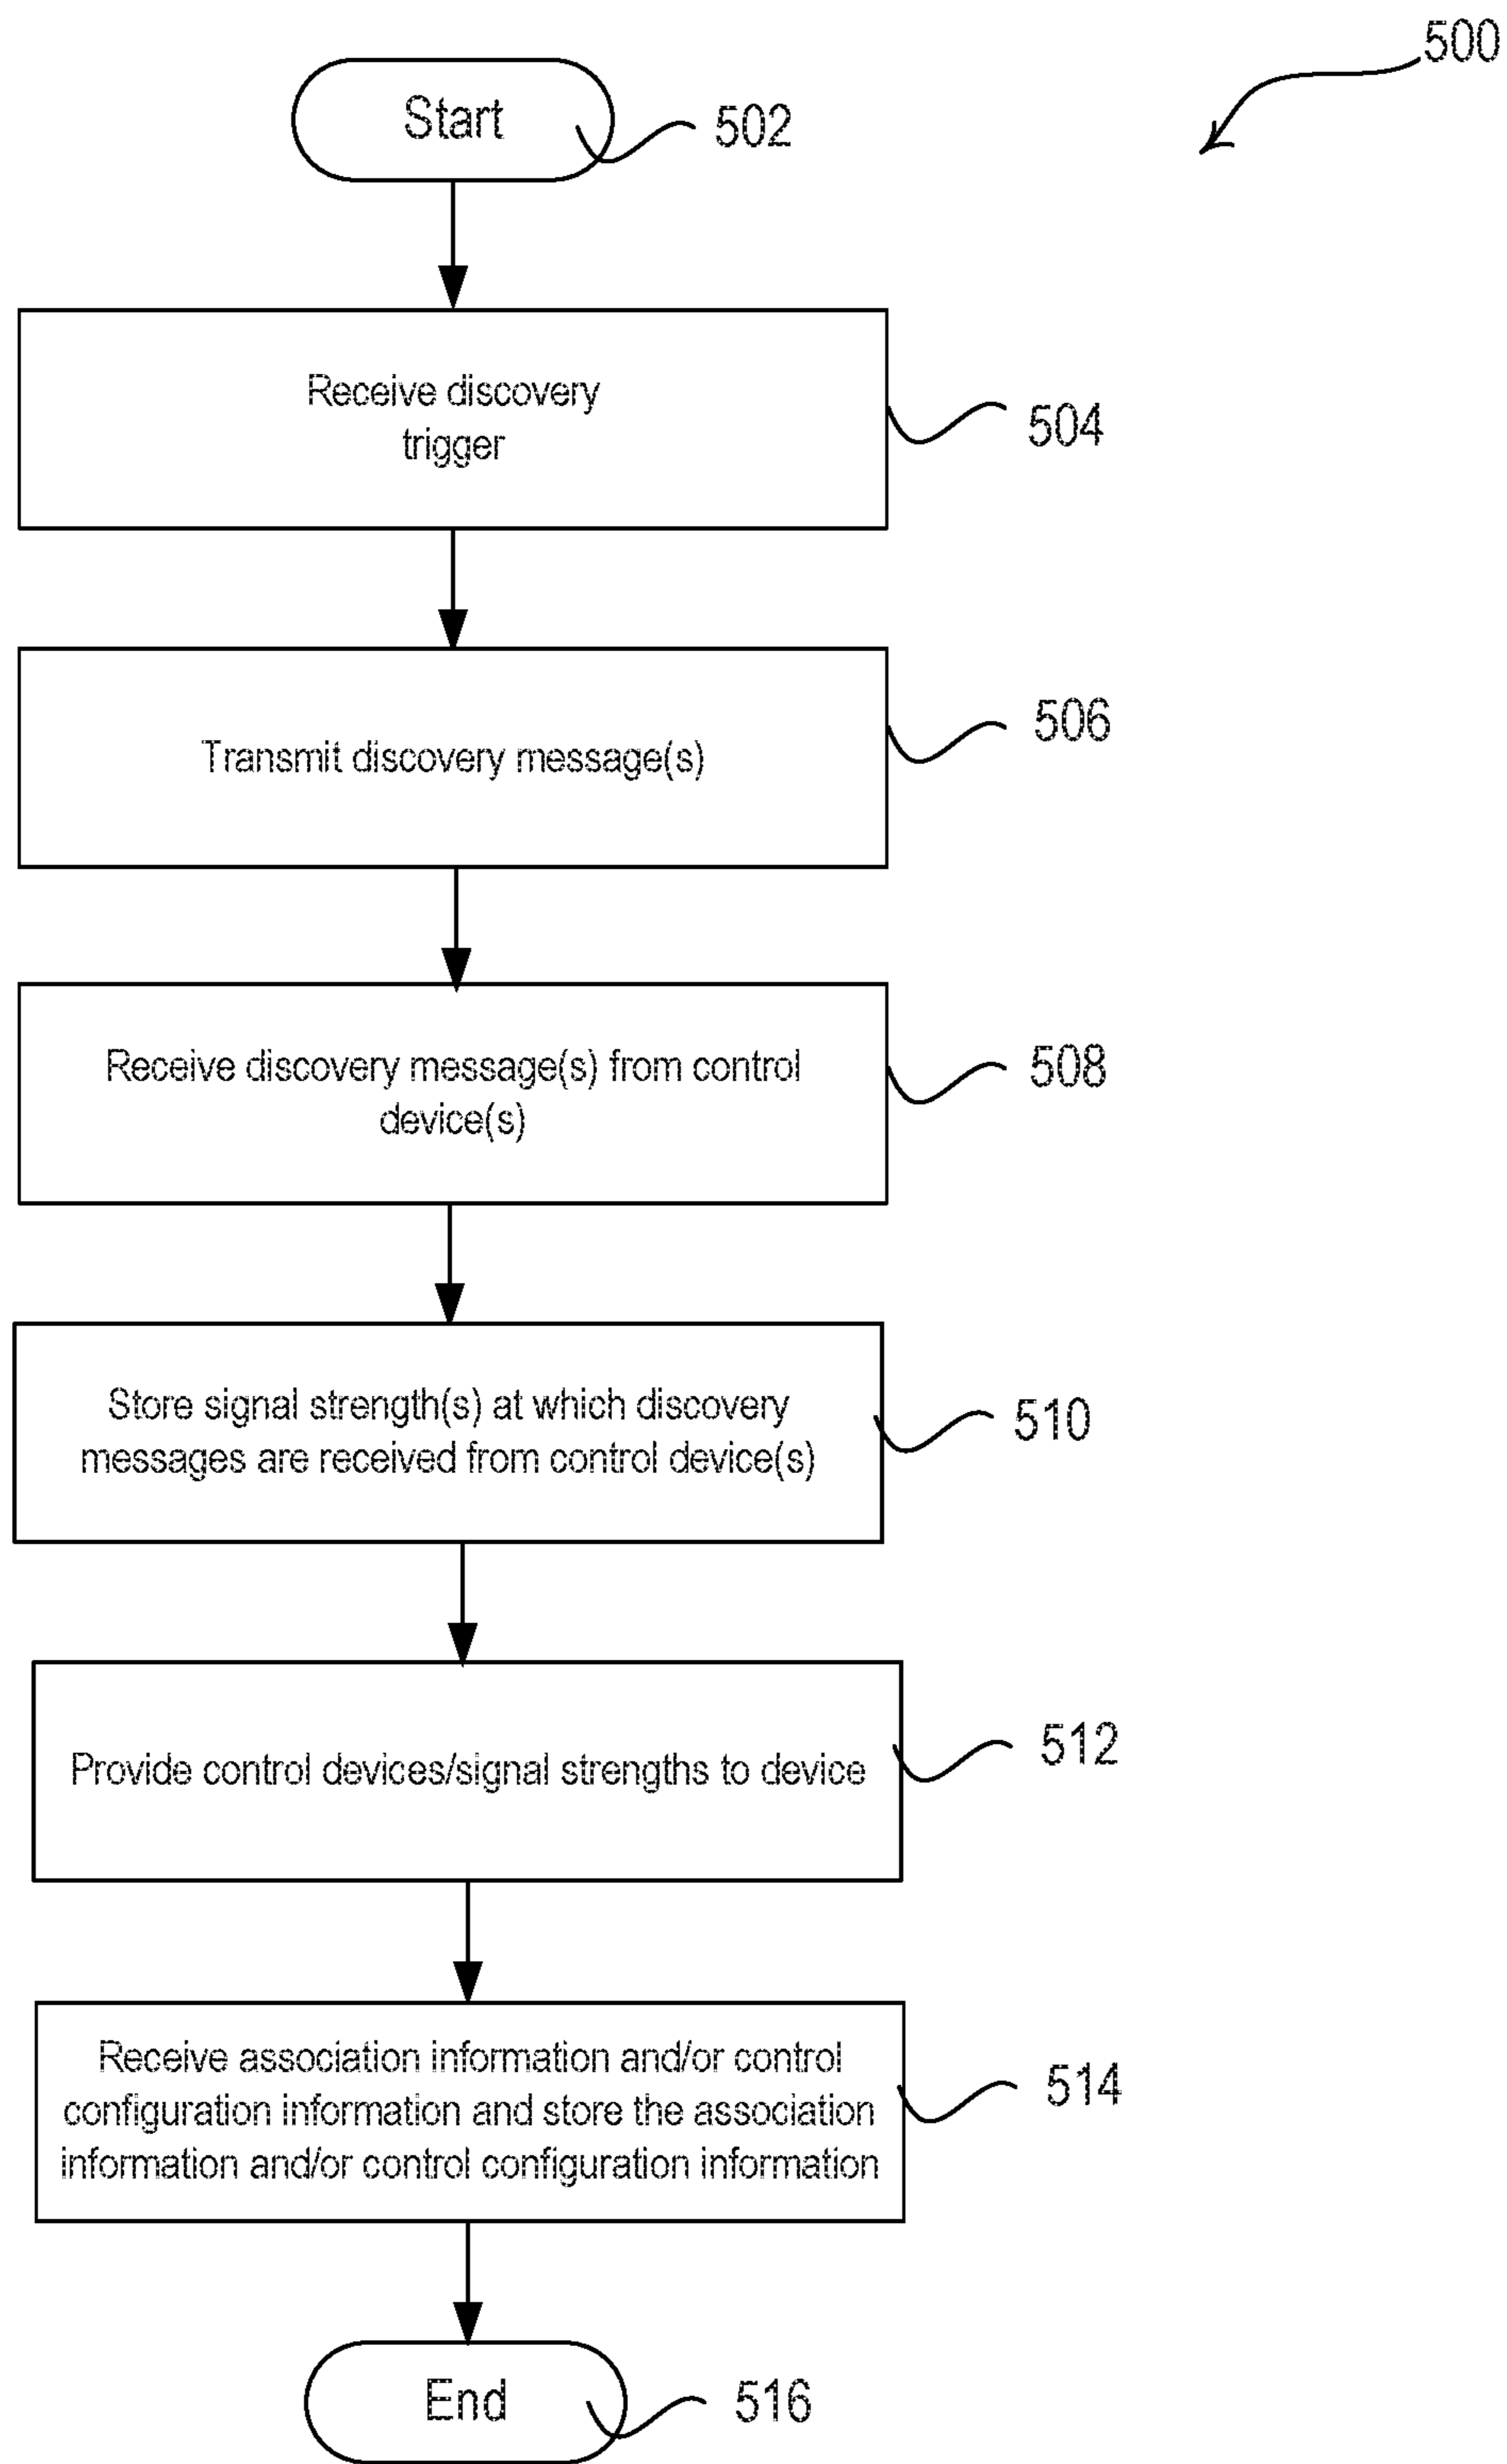 500
Start
502
Receive discovery
trigger
504
Transmit discovery message(s)
506
Receive discovery message(s) from control
device(s)
508
Store signal strength(s) at which discovery
messages are received from control device(s)
510
Provide control devices/signal strengths to device
512
Receive association information and/or control
configuration information and store the association
information and/or control configuration information
514
End
516